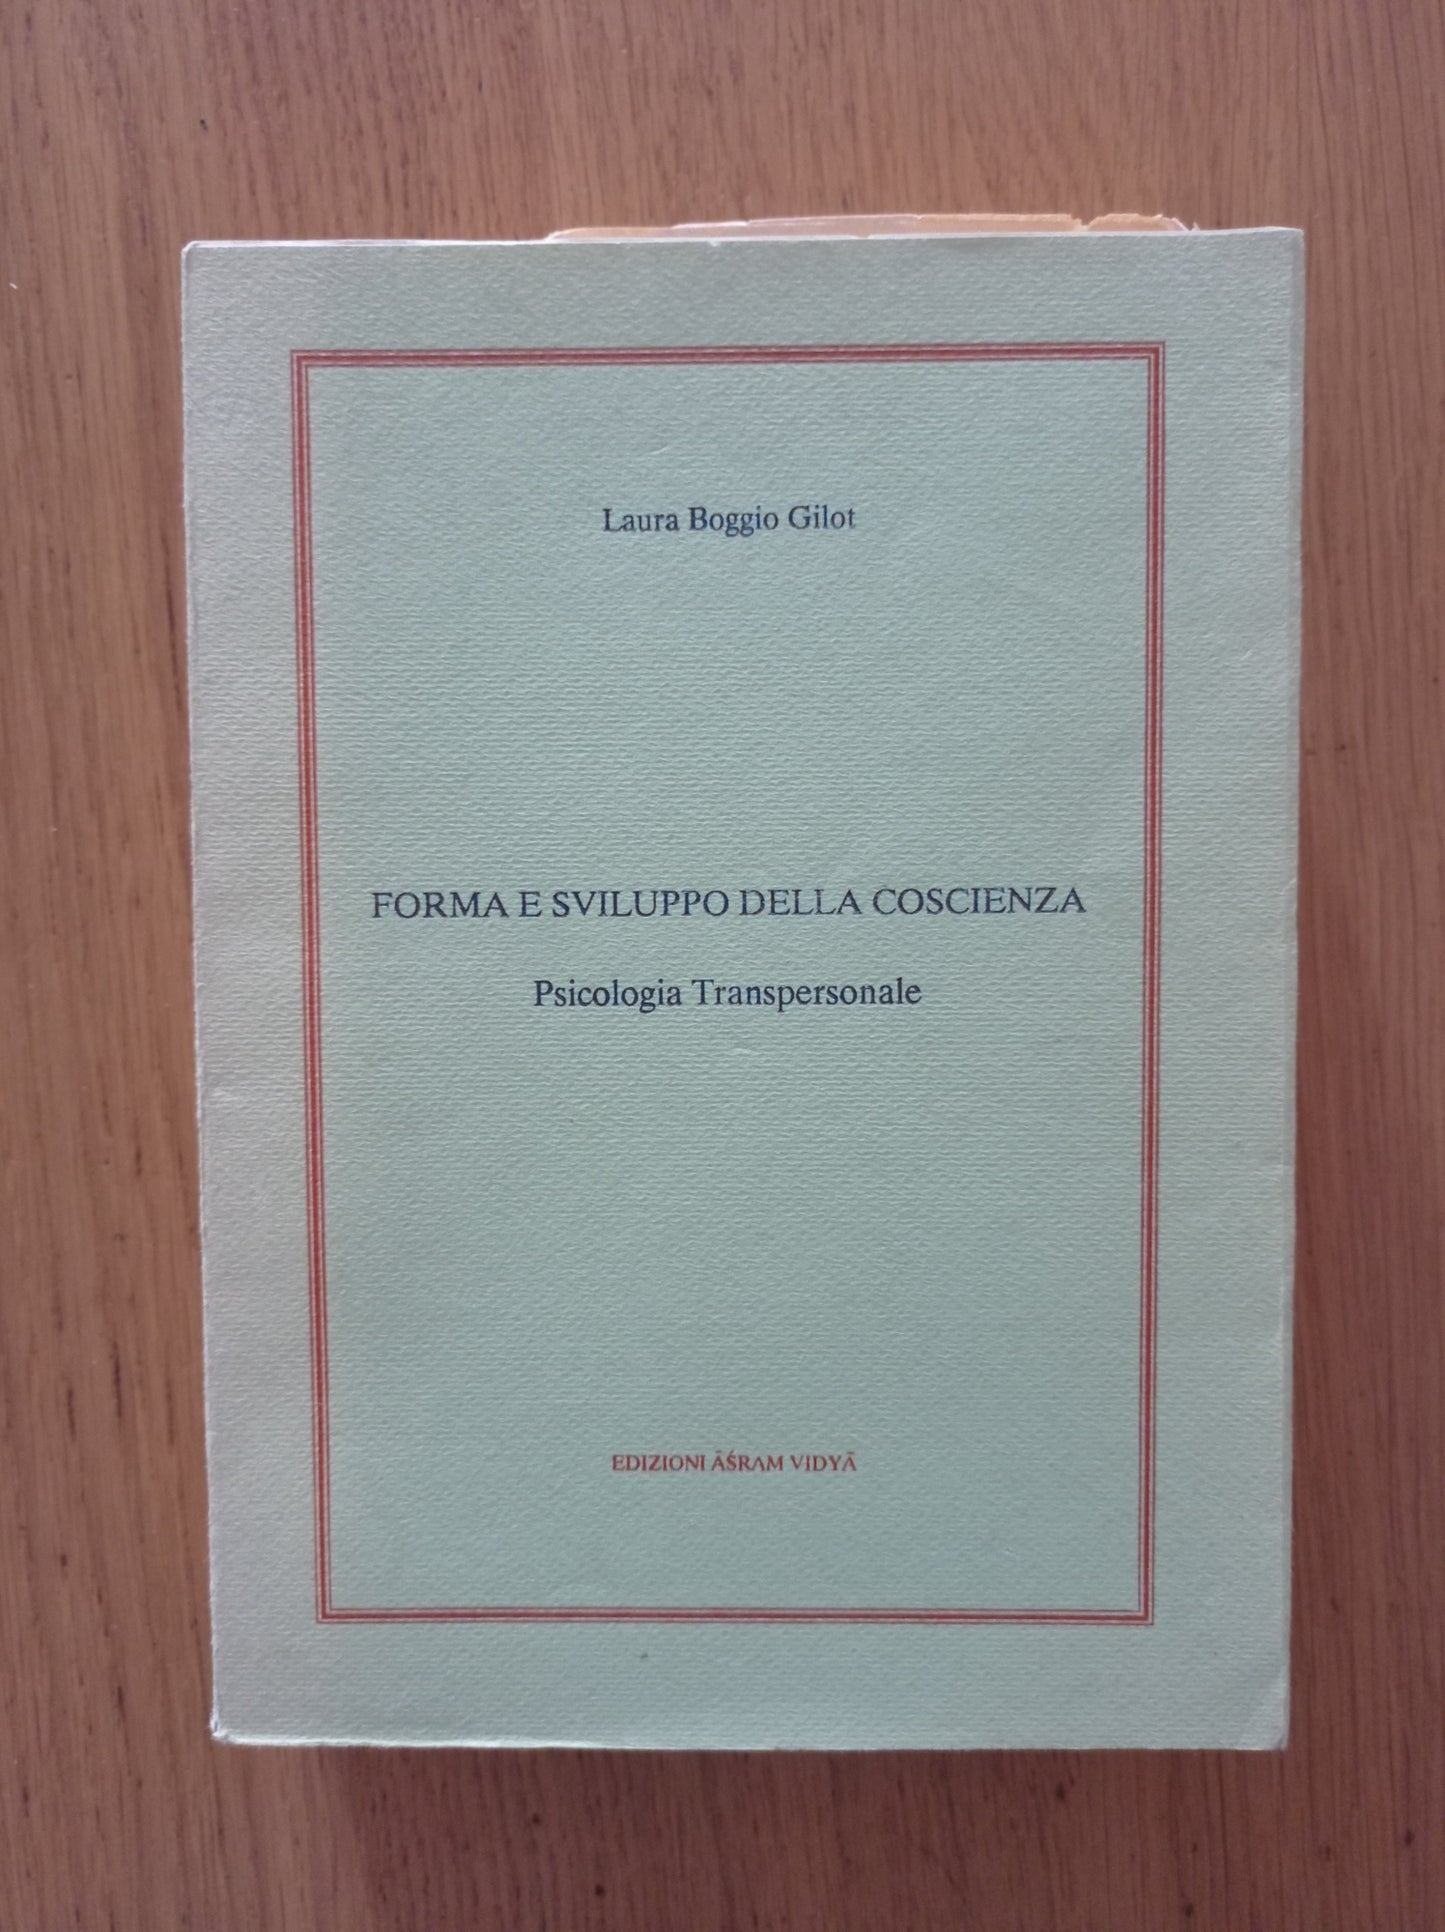 Laura Boggio Gilot
FORMA E SVILUPPO DELLA COSCIENZA
Psicologia Transpersonale
EDIZIONI ĀŚRAM VIDYĀ